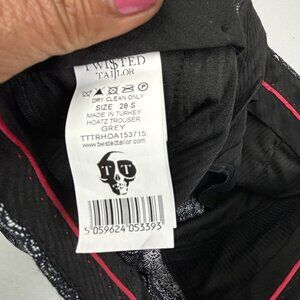 TWISTED
TAILOR
DRY CLEAN ONLY
SIZE 28 S
MADE IN TURKEY
HOATZ TROUSER
GREY
TTTRHOA153715
www.twistedtailor.com
T T
5 059624 053393